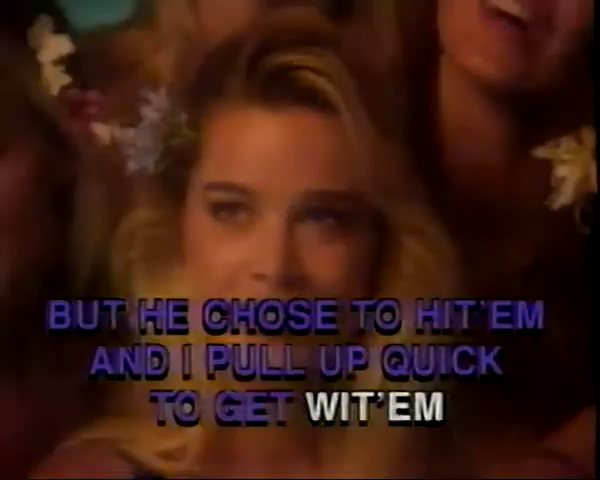 BUT HE CHOSE TO HIT'EM
AND I PULL UP QUICK
TO GET WIT'EM